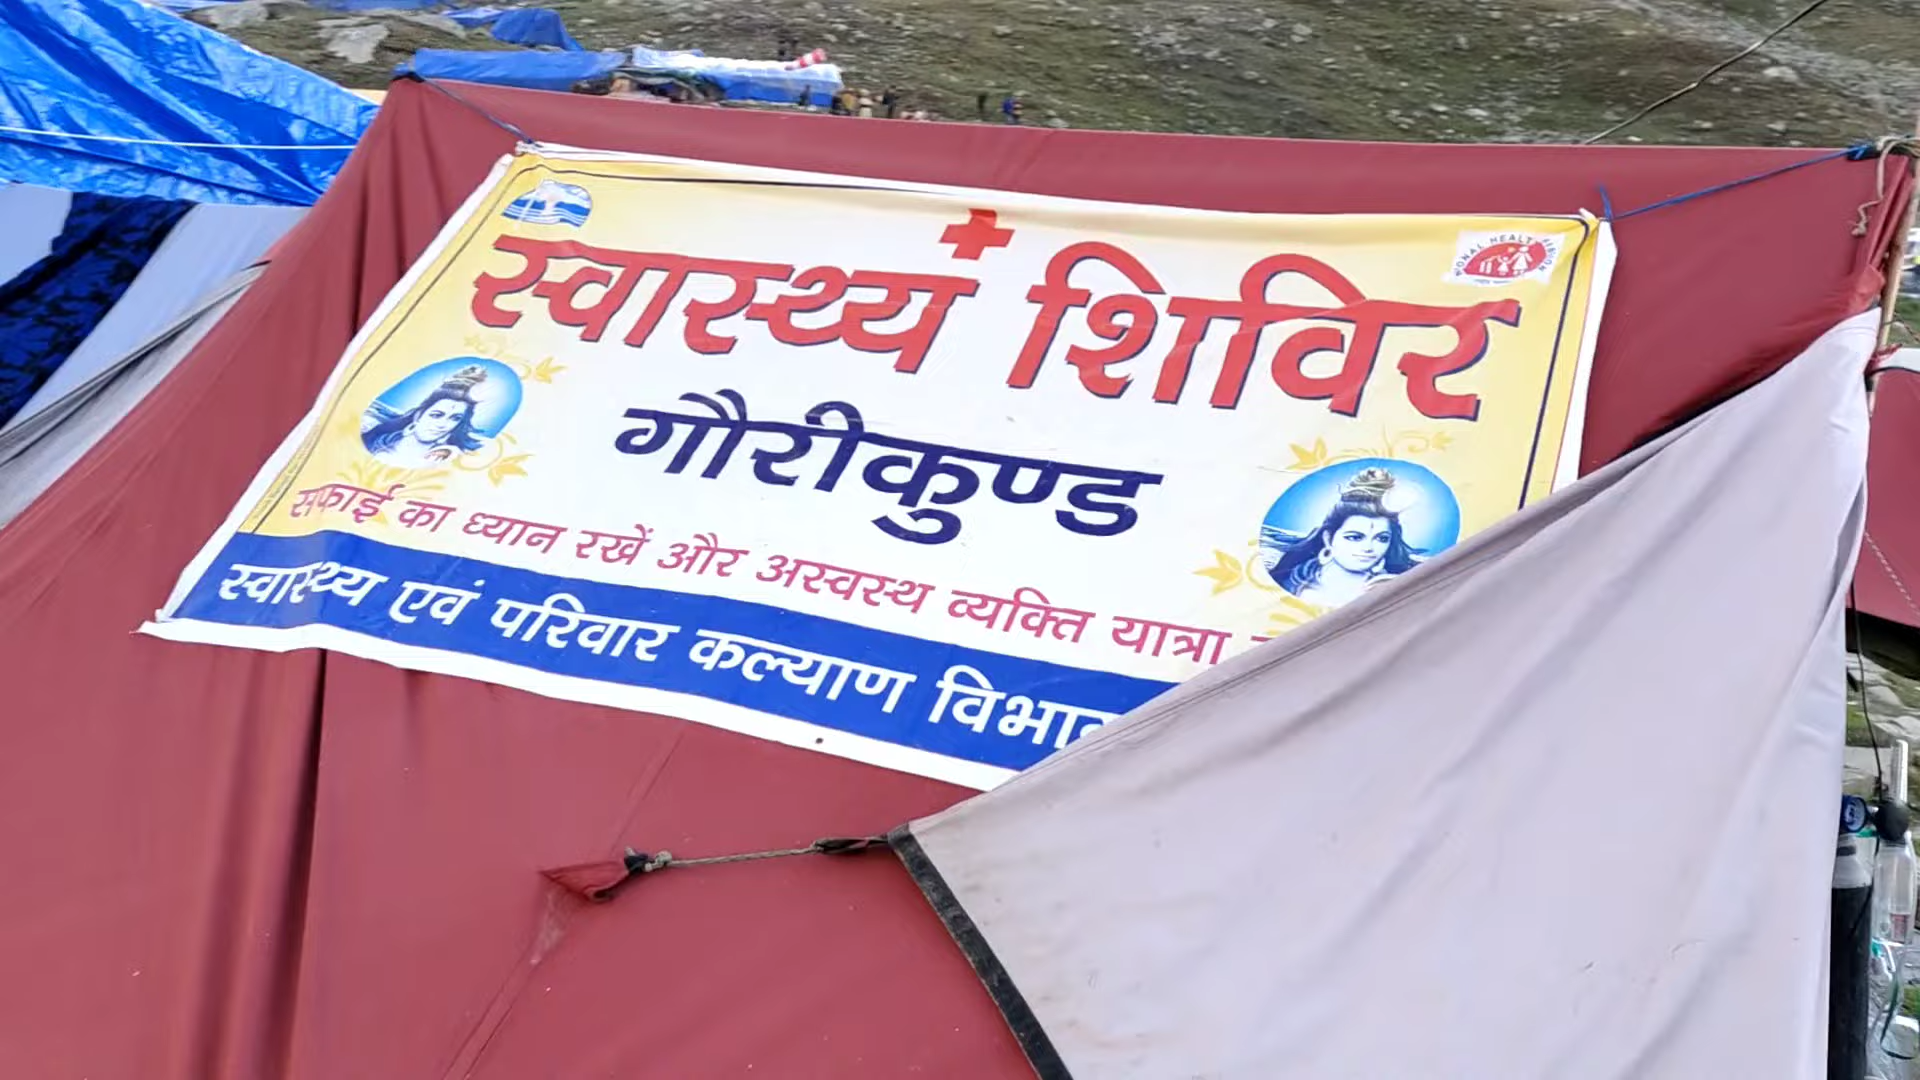 स्वास्थ्य शिविर
गौरीकुण्ड
सफाई का ध्यान रखें और अस्वस्थ व्यक्ति यात्रा
स्वास्थ्य एवं परिवार कल्याण